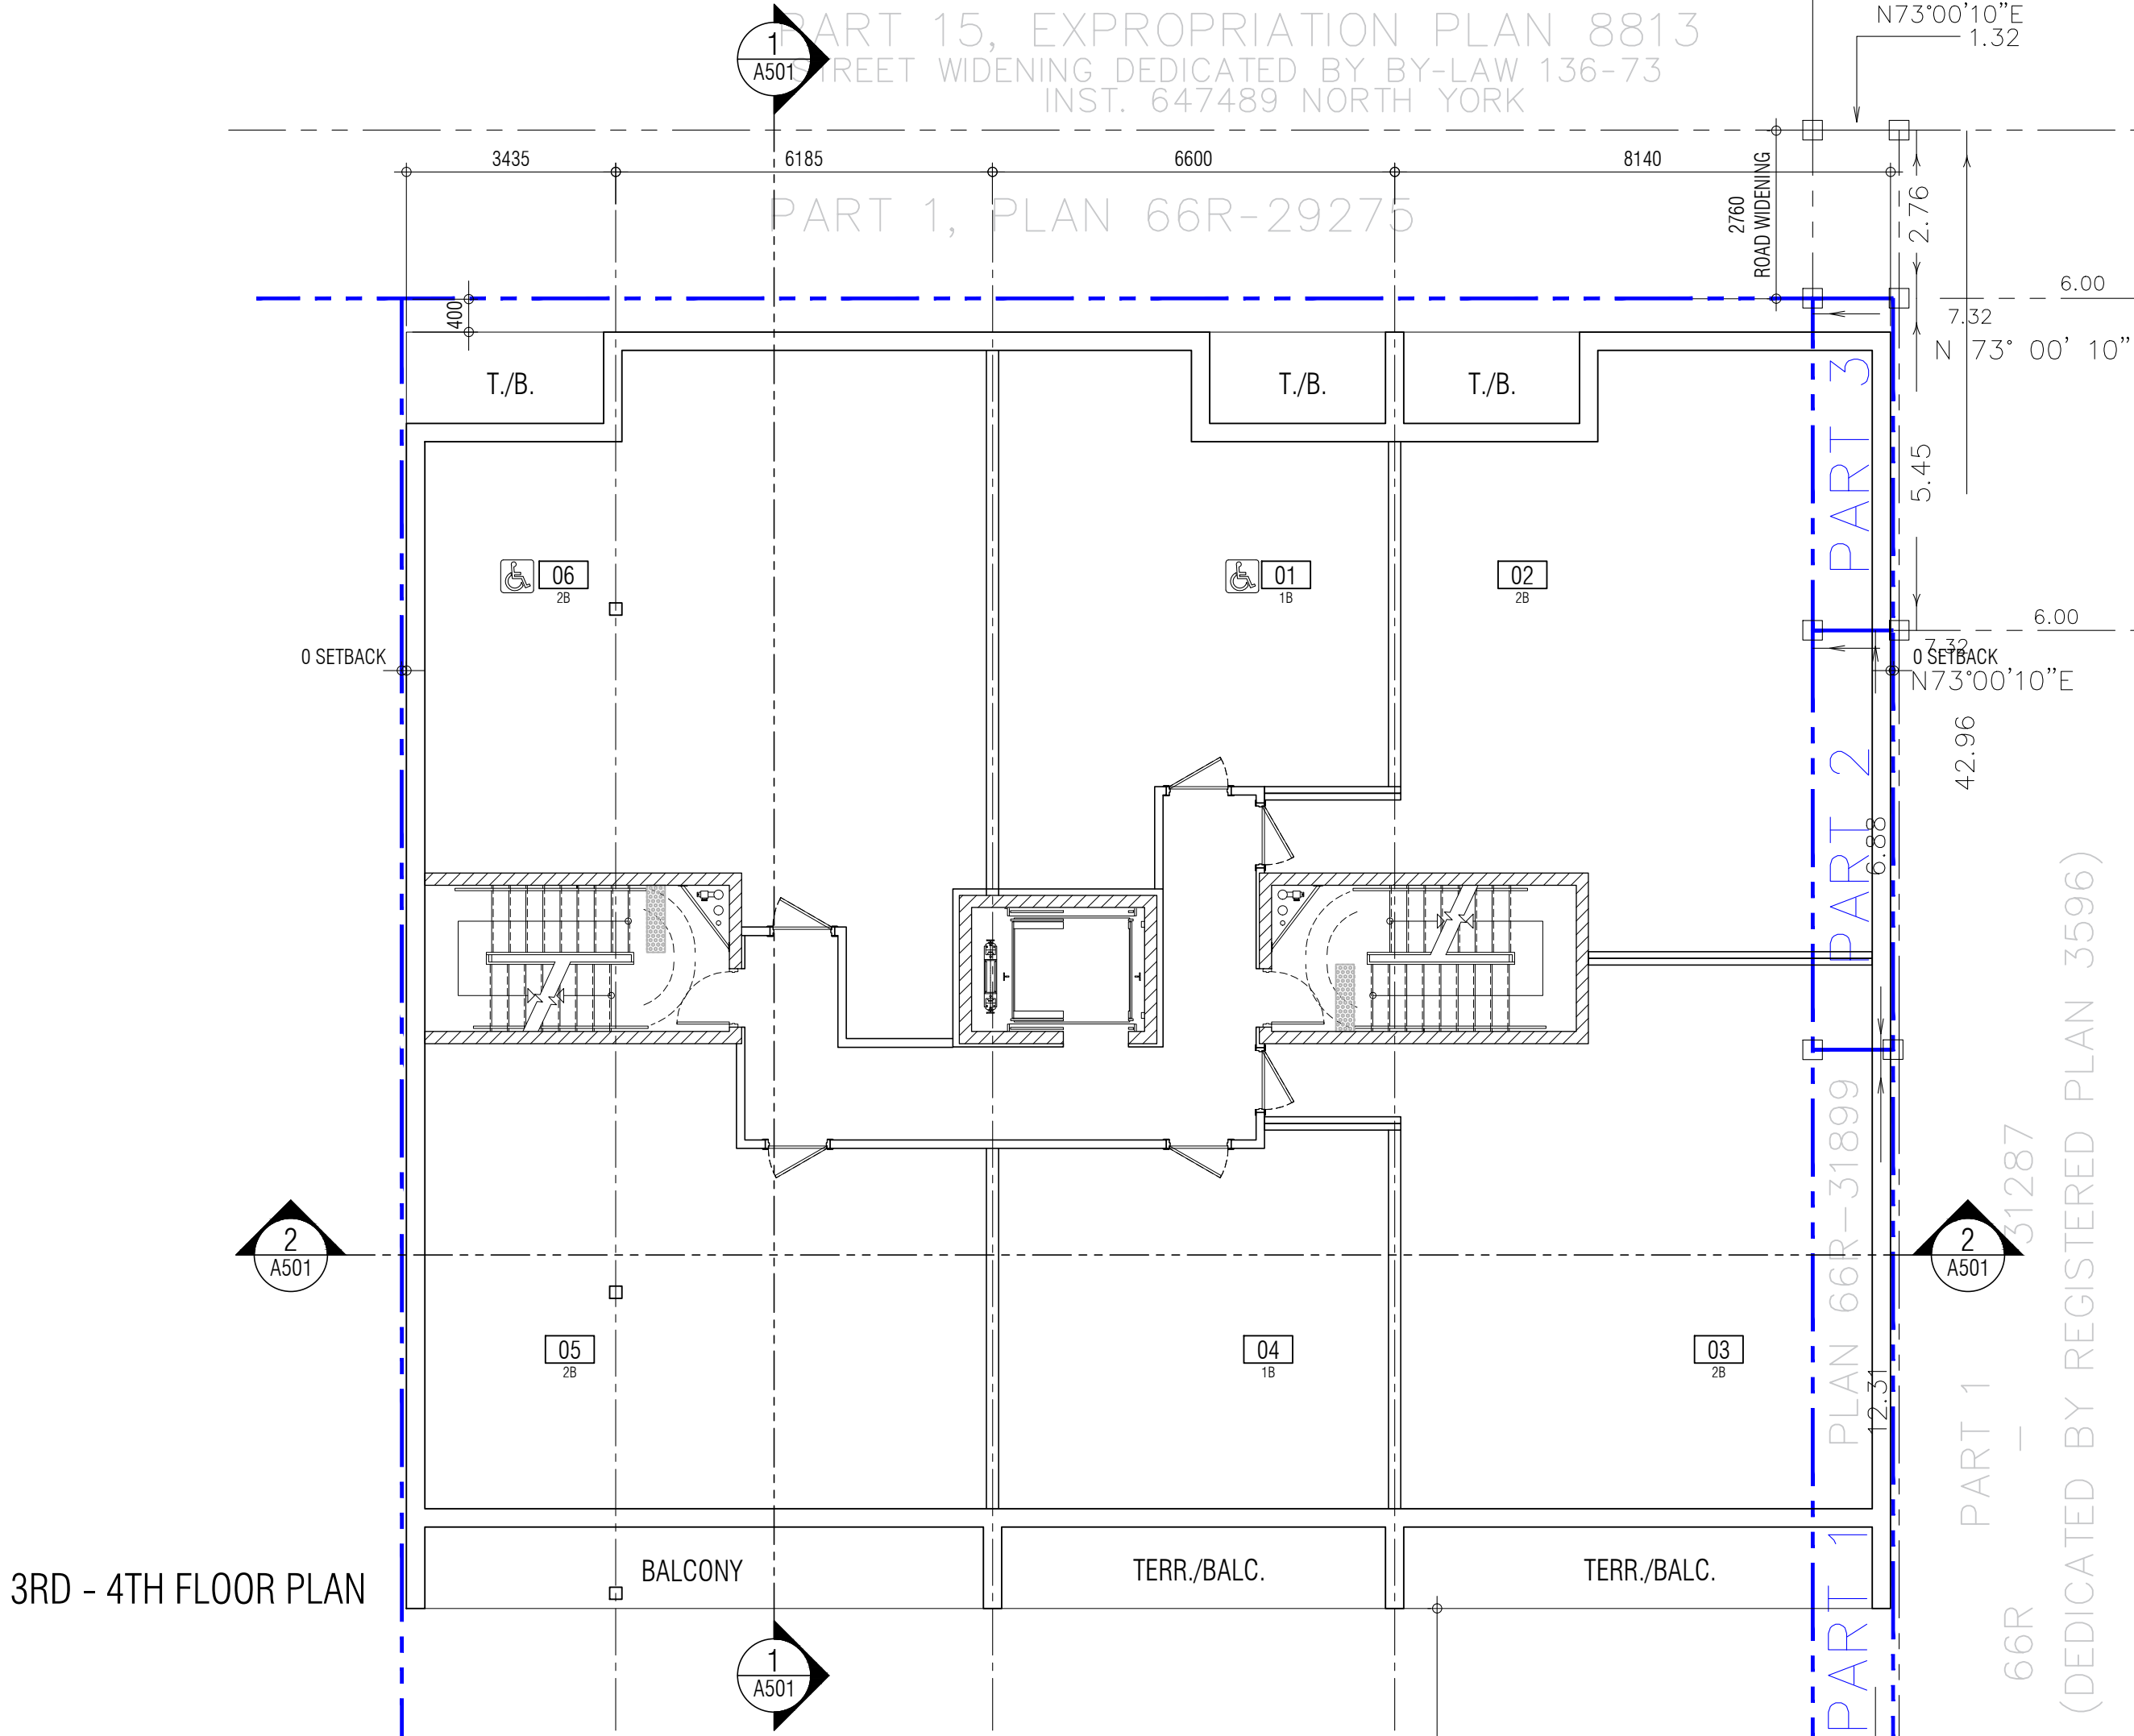 PART 15, EXPROPRIATION PLAN 8813
STREET WIDENING DEDICATED BY BY-LAW 136-73
INST. 647489 NORTH YORK
1
A501
N73°00'10"E
1.32
3435
6185
6600
8140
2760
ROAD WIDENING
2.76
PART 1, PLAN 66R-29275
400
6.00
7.32
N 73° 00' 10"
T./B.
T./B.
T./B.
PART 3
5.45
06
2B
01
1B
02
2B
6.00
7.32
0 SETBACK
0 SETBACK
N73°00'10"E
42.96
PART 2
6.88
(DEDICATED BY REGISTERED PLAN 3596)
PLAN 66R-31899
31287
2
A501
2
A501
05
2B
04
1B
03
2B
12.31
PART 1
66R -
BALCONY
TERR./BALC.
TERR./BALC.
PART 1
3RD - 4TH FLOOR PLAN
1
A501